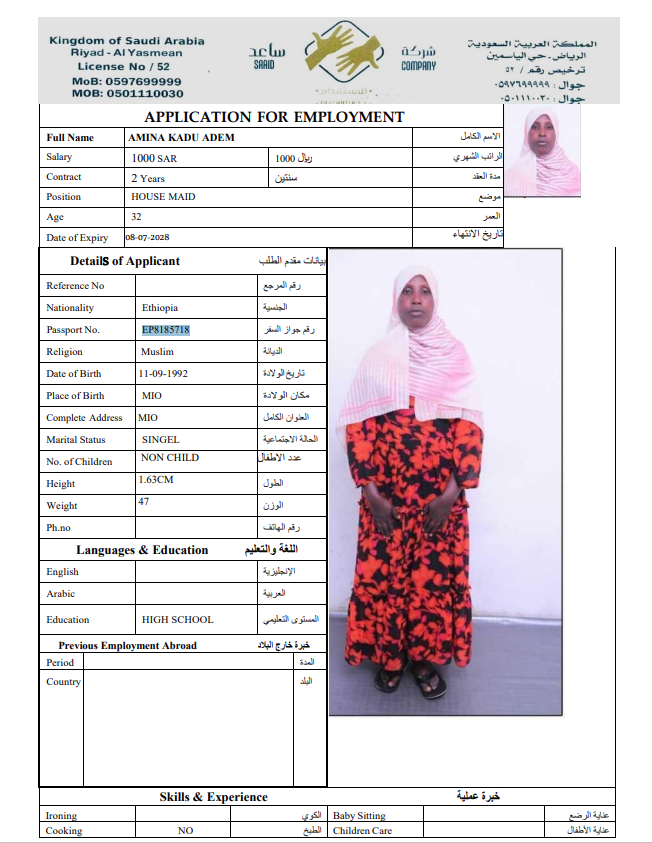 Kingdom of Saudi Arabia
Riyadh - Al Yasmean
License No / 52
MoB: 0597699999
MOB: 0501110030
ساعد
SAAID
شركة
COMPANY
للاستقدام
المملكة العربية السعودية
الرياض - حي الياسمين
ترخيص رقم / ٥٢
جوال : ٠٥٩٧٦٩٩٩٩٩
جوال : ٠٥٠١١١٠٠٣٠
APPLICATION FOR EMPLOYMENT
Full Name AMINA KADU ADEM الاسم الكامل
Salary 1000 SAR 1000 ريال الراتب الشهري
Contract 2 Years سنتين مدة العقد
Position HOUSE MAID موضع
Age 32 العمر
Date of Expiry 08-07-2028 تاريخ الانتهاء
Details of Applicant بيانات مقدم الطلب
Reference No رقم المرجع
Nationality Ethiopia الجنسية
Passport No. EP8185718 رقم جواز السفر
Religion Muslim الديانة
Date of Birth 11-09-1992 تاريخ الولادة
Place of Birth MIO مكان الولادة
Complete Address MIO العنوان الكامل
Marital Status SINGEL الحالة الاجتماعية
No. of Children NON CHILD عدد الاطفال
Height 1.63CM الطول
Weight 47 الوزن
Ph.no رقم الهاتف
Languages & Education اللغة والتعليم
English الإنجليزية
Arabic العربية
Education HIGH SCHOOL المستوى التعليمي
Previous Employment Abroad خبرة خارج البلاد
Period المدة
Country البلد
Skills & Experience خبرة عملية
Ironing الكوي Baby Sitting عناية الرضع
Cooking NO الطبخ Children Care عناية الأطفال